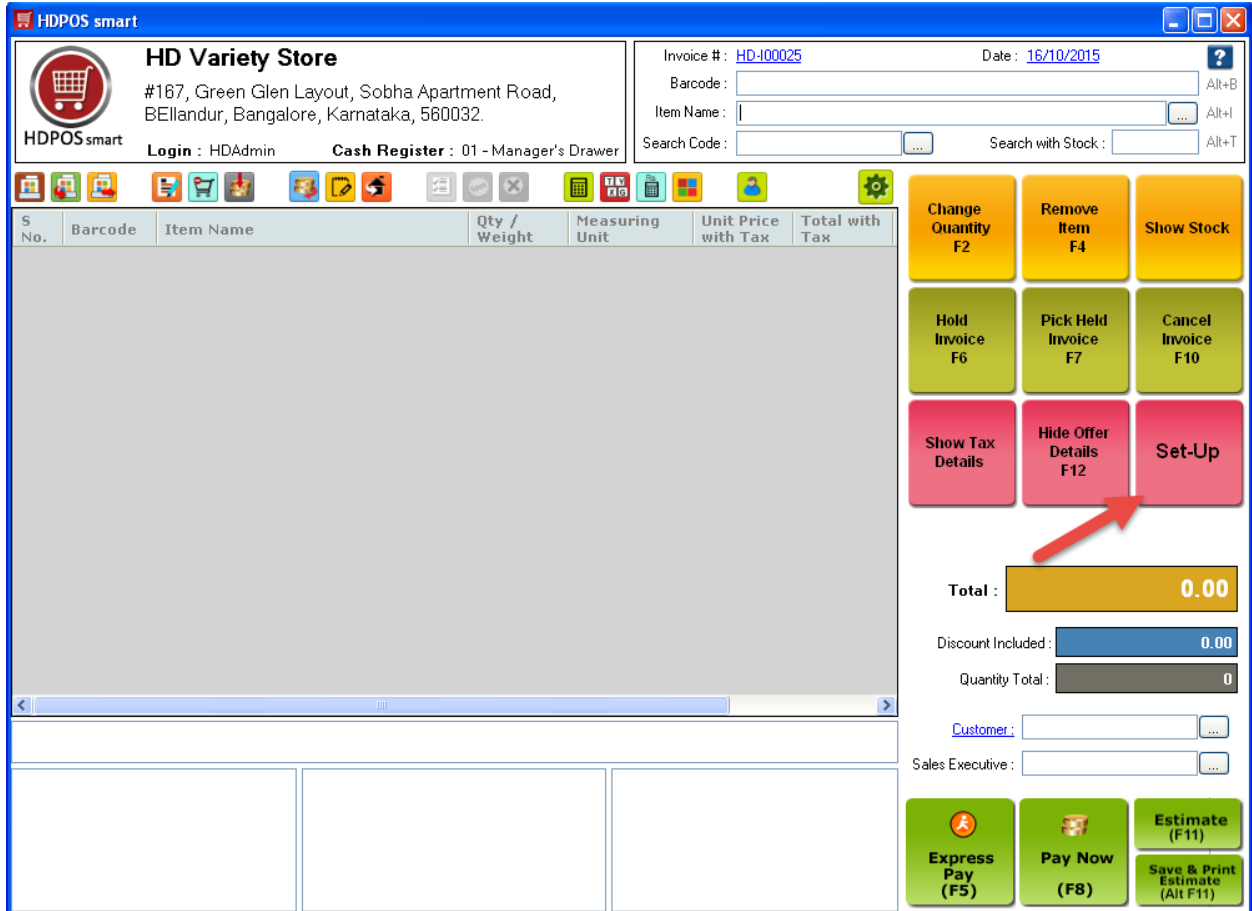 HDPOS smart
HD Variety Store
#167, Green Glen Layout, Sobha Apartment Road,
BEllandur, Bangalore, Karnataka, 560032.
HDPOS smart
Login : HDAdmin Cash Register : 01 - Manager's Drawer
Invoice # : HD-I00025 Date : 16/10/2015 ?
Barcode : Alt+B
Item Name : ... Alt+I
Search Code : ... Search with Stock : Alt+T
S No. Barcode Item Name Qty / Weight Measuring Unit Unit Price with Tax Total with Tax
Change
Quantity
F2
Remove
Item
F4
Show Stock
Hold
Invoice
F6
Pick Held
Invoice
F7
Cancel
Invoice
F10
Show Tax
Details
Hide Offer
Details
F12
Set-Up
Total : 0.00
Discount Included : 0.00
Quantity Total : 0
Customer : ...
Sales Executive : ...
Express
Pay
(F5)
Pay Now
(F8)
Estimate
(F11)
Save & Print
Estimate
(Alt F11)